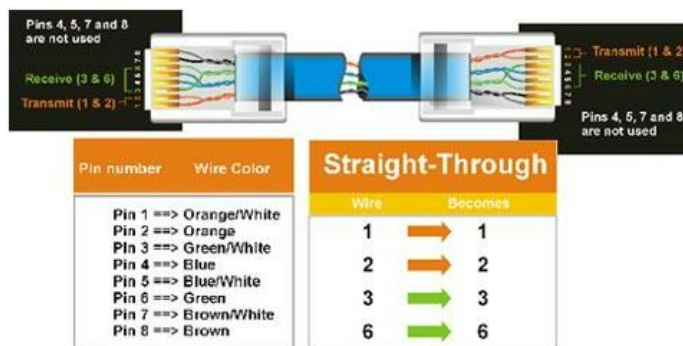 Pins 4, 5, 7 and 8
are not used
Receive (3 & 6)
Transmit (1 & 2)
Transmit (1 & 2)
Receive (3 & 6)
Pins 4, 5, 7 and 8
are not used
Pin number Wire Color
Pin 1 ==> Orange/White
Pin 2 ==> Orange
Pin 3 ==> Green/White
Pin 4 ==> Blue
Pin 5 ==> Blue/White
Pin 6 ==> Green
Pin 7 ==> Brown/White
Pin 8 ==> Brown
Straight-Through
Wire Becomes
1 1
2 2
3 3
6 6